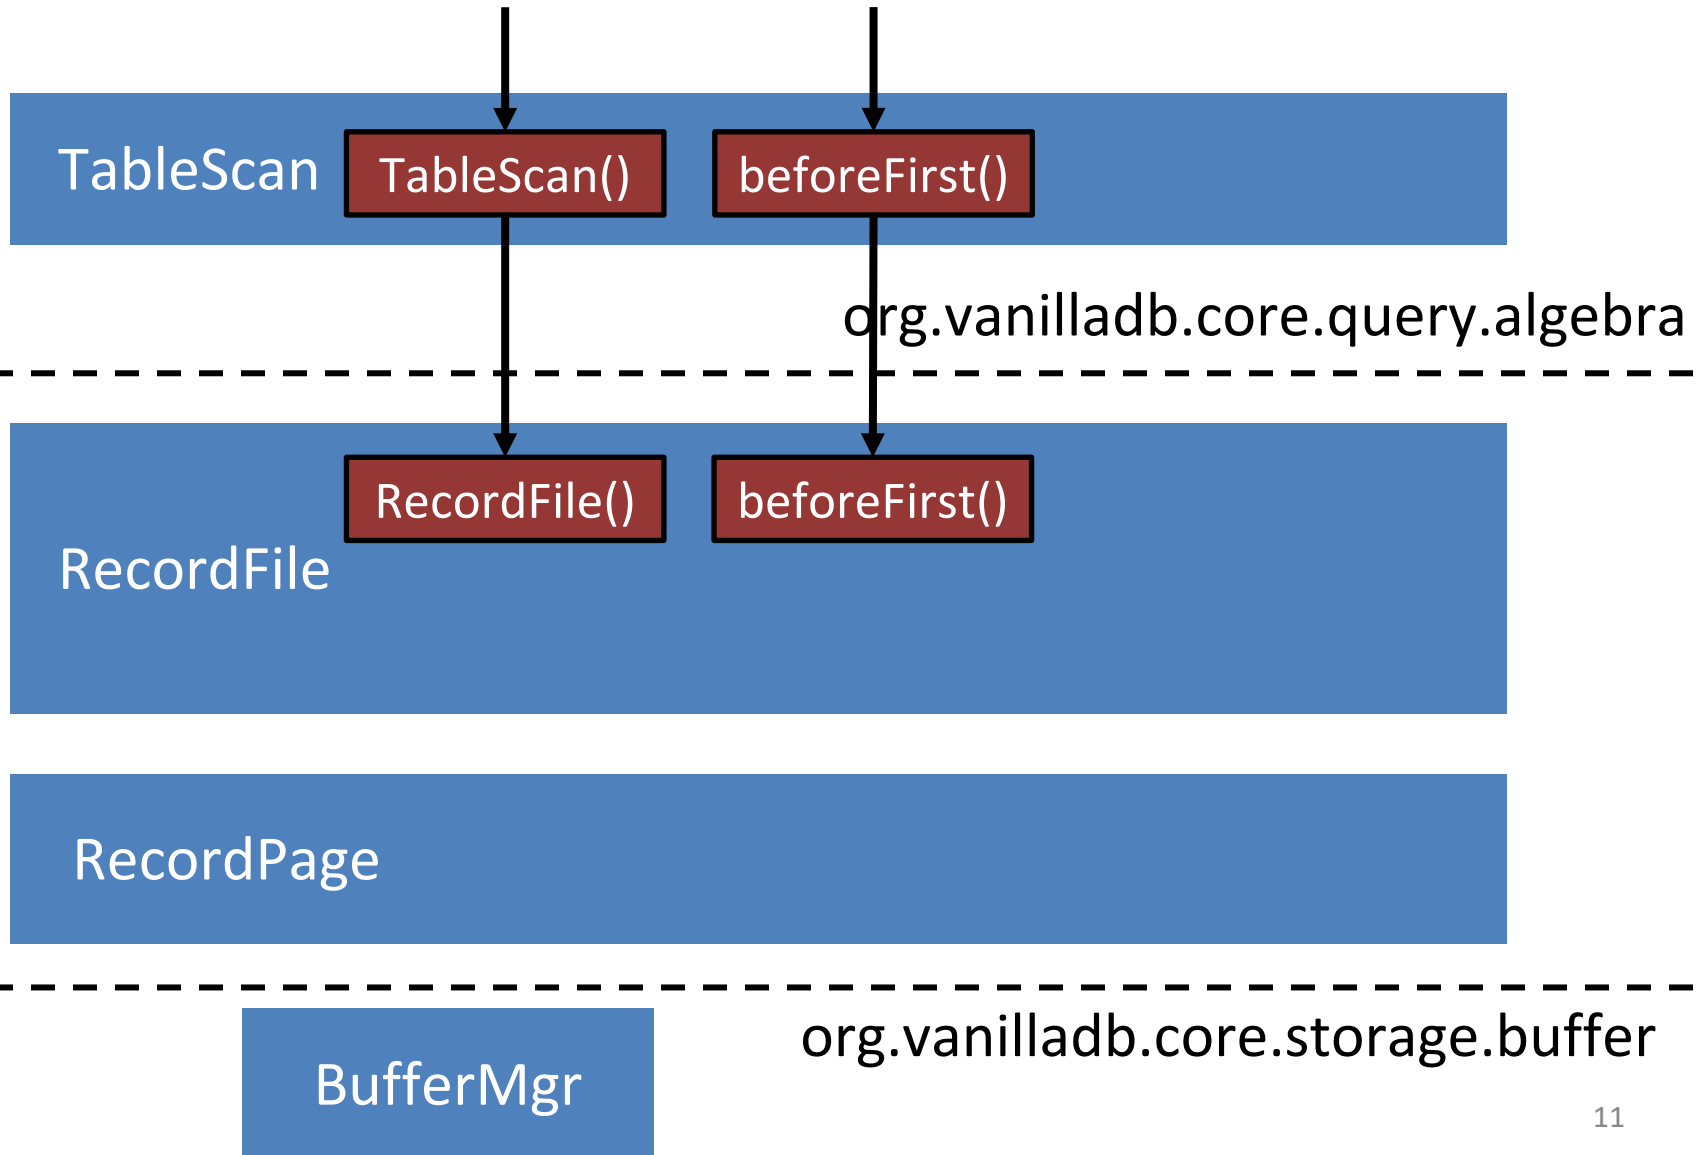 TableScan
TableScan()
beforeFirst()
org.vanilladb.core.query.algebra
RecordFile()
beforeFirst()
RecordFile
RecordPage
org.vanilladb.core.storage.buffer
BufferMgr
11